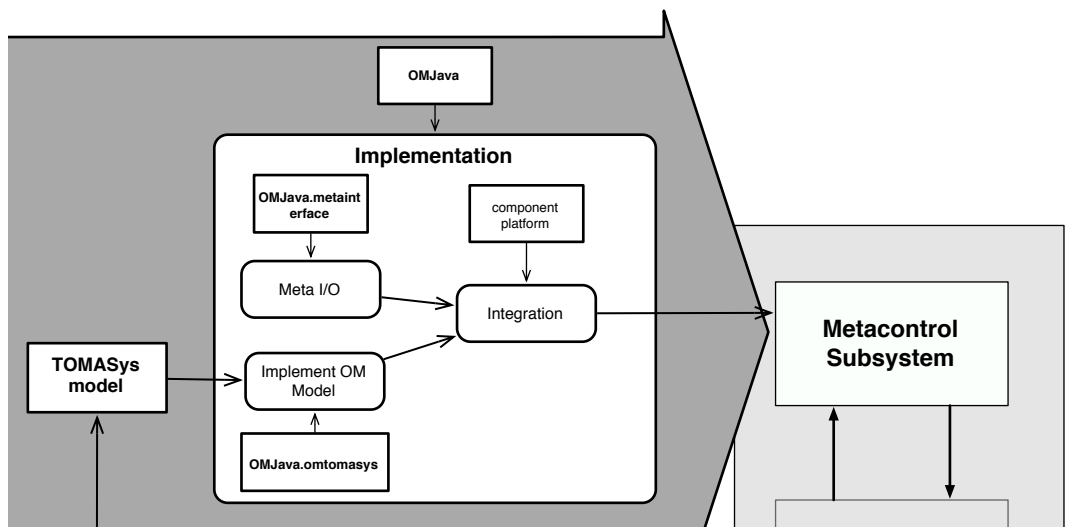 OMJava
Implementation
OMJava.metaint
erface
component
platform
Meta I/O
Integration
Metacontrol
Subsystem
TOMASys
model
Implement OM
Model
OMJava.omtomasys